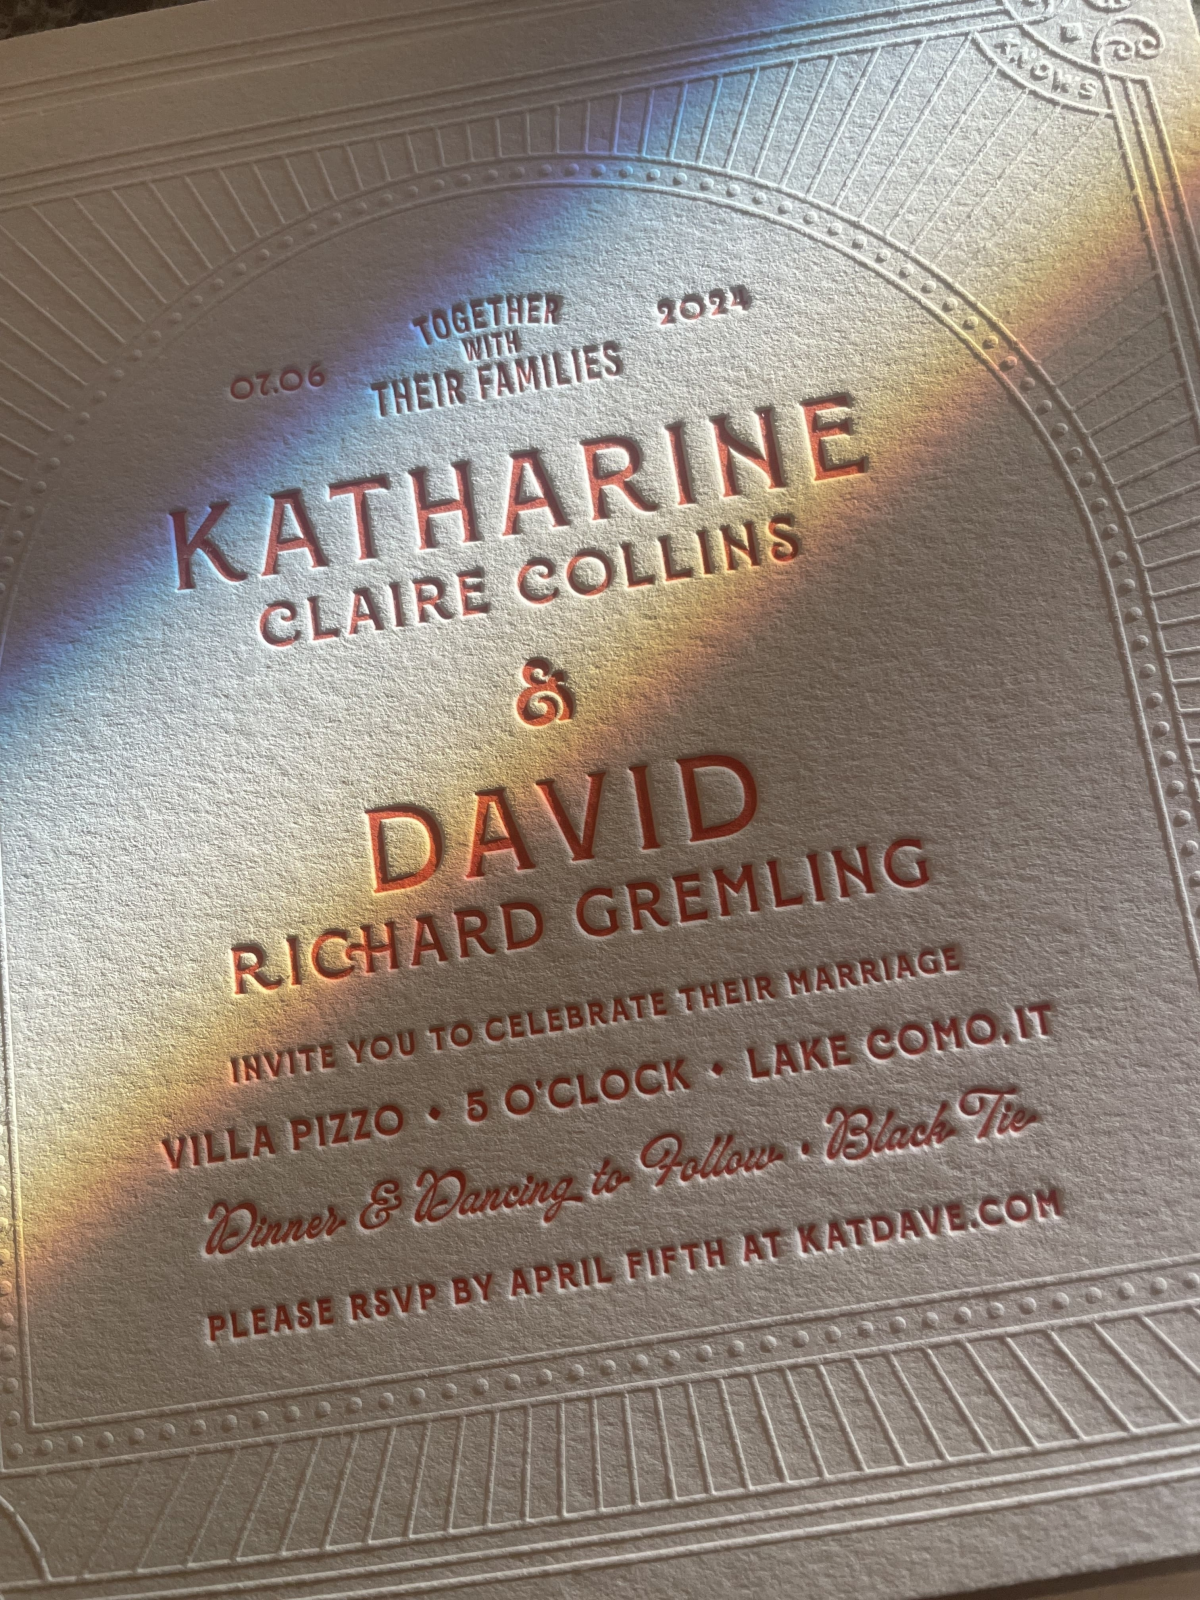 07.06
TOGETHER
WITH
THEIR FAMILIES
2024
KATHARINE
CLAIRE COLLINS
&
DAVID
RICHARD GREMLING
INVITE YOU TO CELEBRATE THEIR MARRIAGE
VILLA PIZZO • 5 O'CLOCK • LAKE COMO, IT
Dinner & Dancing to Follow • Black Tie
PLEASE RSVP BY APRIL FIFTH AT KATDAVE.COM